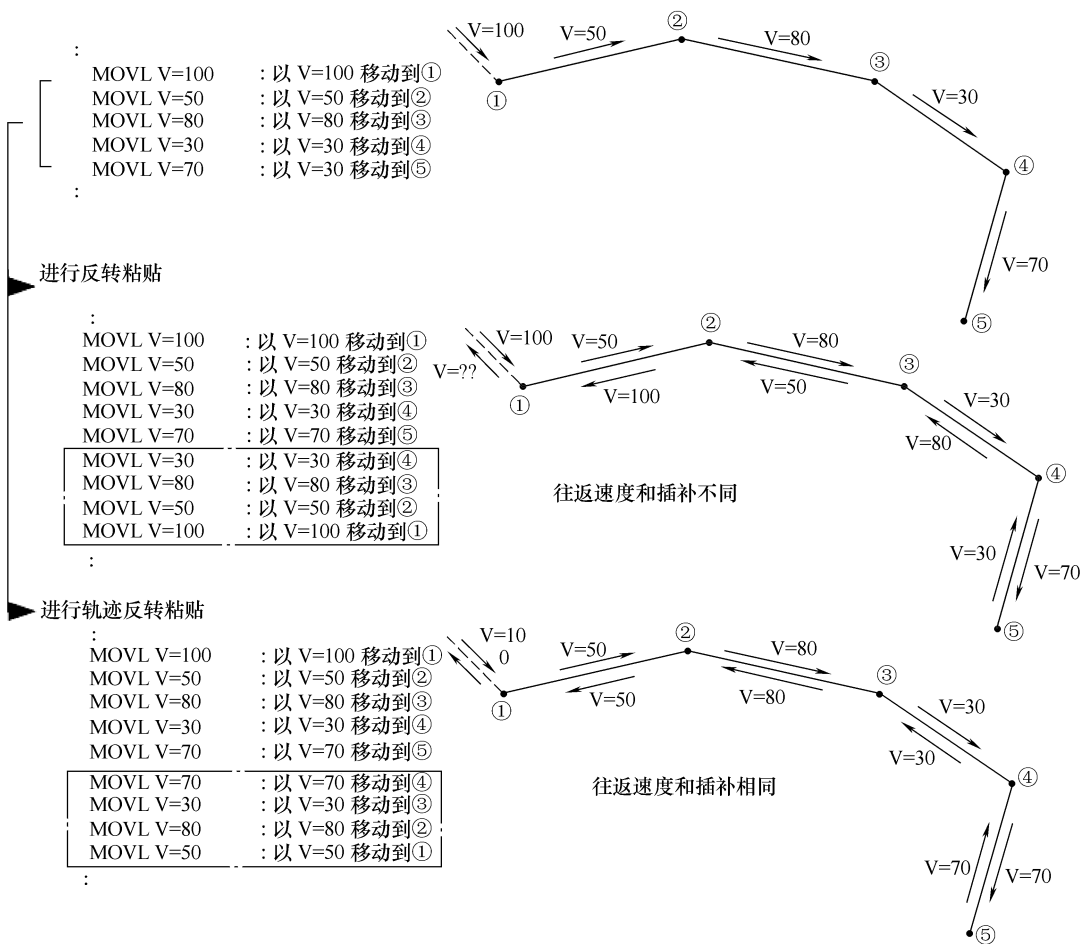 :
MOVL V=100 : 以 V=100 移动到①
MOVL V=50 : 以 V=50 移动到②
MOVL V=80 : 以 V=80 移动到③
MOVL V=30 : 以 V=30 移动到④
MOVL V=70 : 以 V=30 移动到⑤
:
V=100
V=50
②
V=80
③
①
V=30
④
V=70
⑤
进行反转粘贴
:
MOVL V=100 : 以 V=100 移动到①
MOVL V=50 : 以 V=50 移动到②
MOVL V=80 : 以 V=80 移动到③
MOVL V=30 : 以 V=30 移动到④
MOVL V=70 : 以 V=70 移动到⑤
MOVL V=30 : 以 V=30 移动到④
MOVL V=80 : 以 V=80 移动到③
MOVL V=50 : 以 V=50 移动到②
MOVL V=100 : 以 V=100 移动到①
:
V=100
V=50
②
V=80
③
V=??
①
V=100
V=50
V=30
V=80
④
往返速度和插补不同
V=30
V=70
⑤
进行轨迹反转粘贴
:
MOVL V=100 : 以 V=100 移动到①
MOVL V=50 : 以 V=50 移动到②
MOVL V=80 : 以 V=80 移动到③
MOVL V=30 : 以 V=30 移动到④
MOVL V=70 : 以 V=70 移动到⑤
MOVL V=70 : 以 V=70 移动到④
MOVL V=30 : 以 V=30 移动到③
MOVL V=80 : 以 V=80 移动到②
MOVL V=50 : 以 V=50 移动到①
:
V=10
0
V=50
②
V=80
③
①
V=50
V=80
V=30
V=30
④
往返速度和插补相同
V=70
V=70
⑤